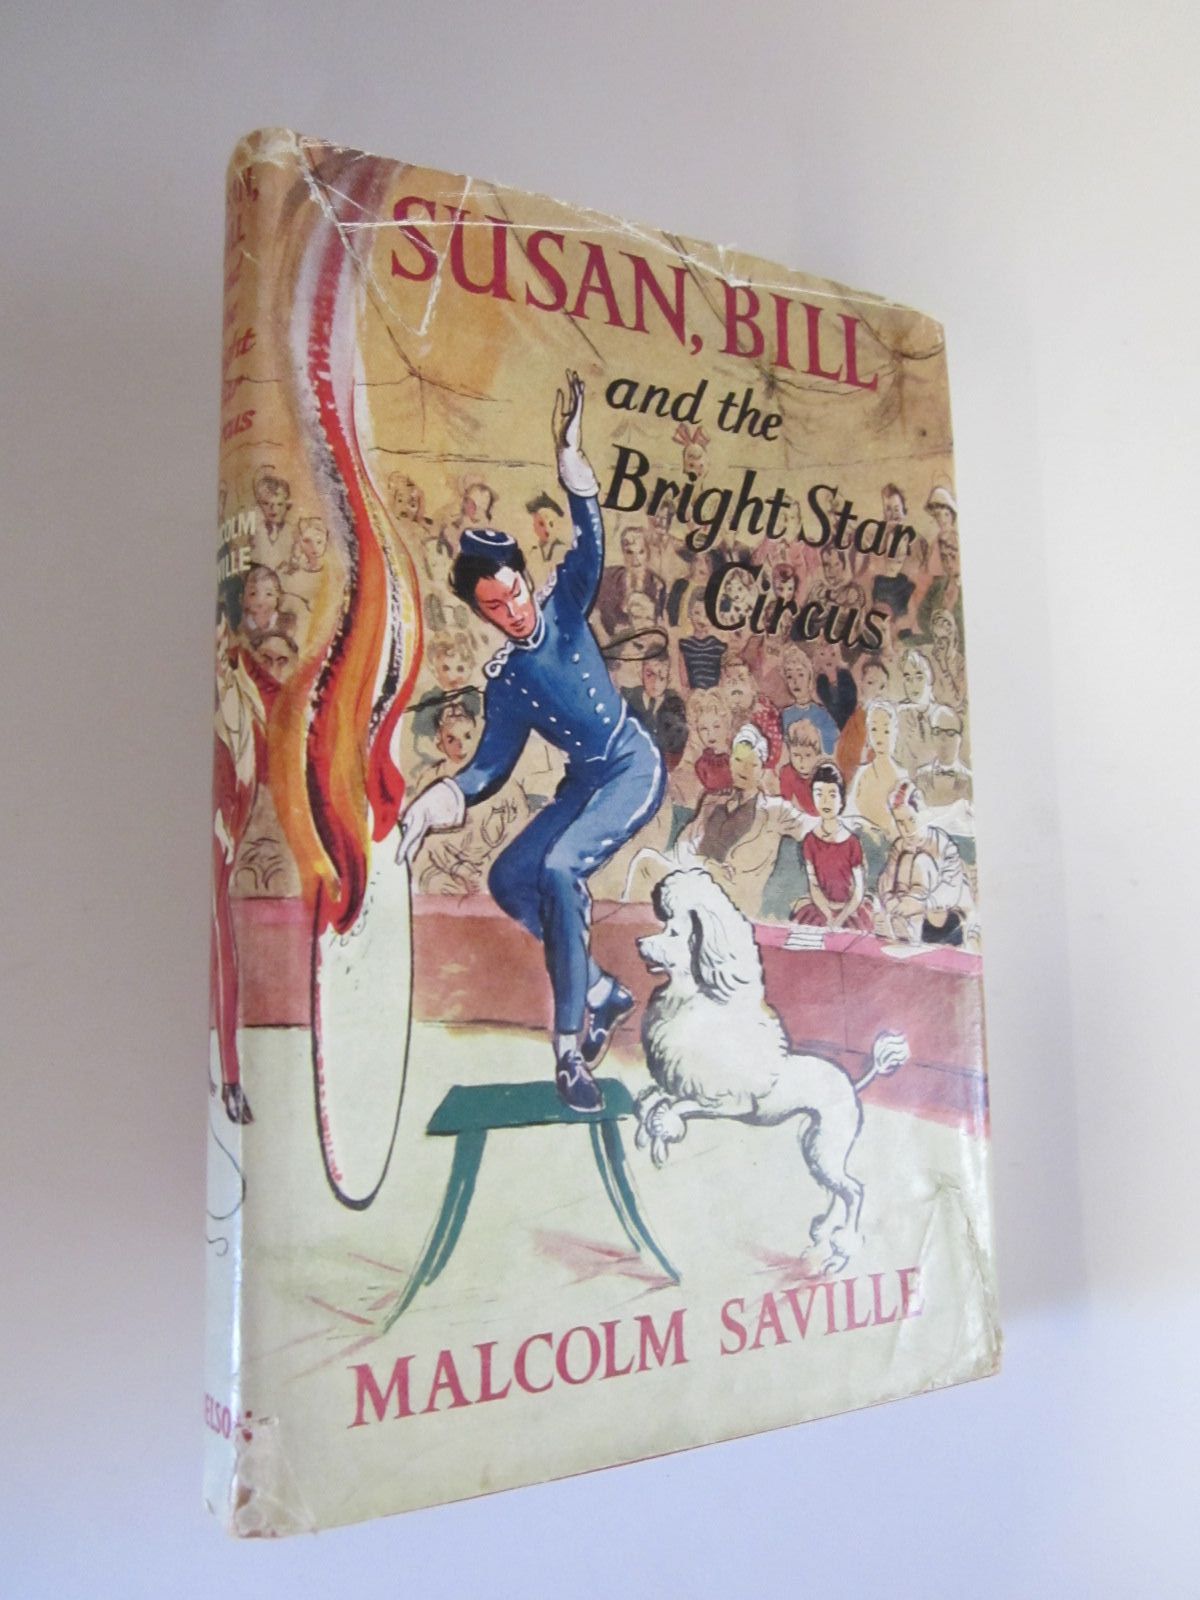 SUSAN, BILL
and the
Bright Star
Circus
MALCOLM SAVILLE